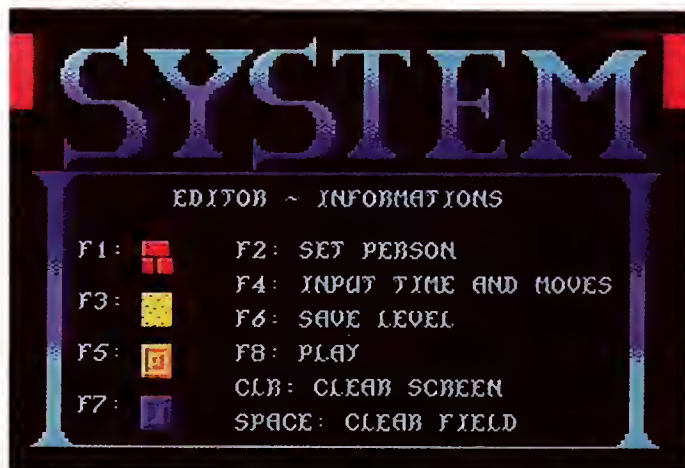 SYSTEM
EDITOR ~ INFORMATIONS
F1:
F2: SET PERSON
F4: INPUT TIME AND MOVES
F3:
F6: SAVE LEVEL
F5:
F8: PLAY
CLR: CLEAR SCREEN
F7:
SPACE: CLEAR FIELD